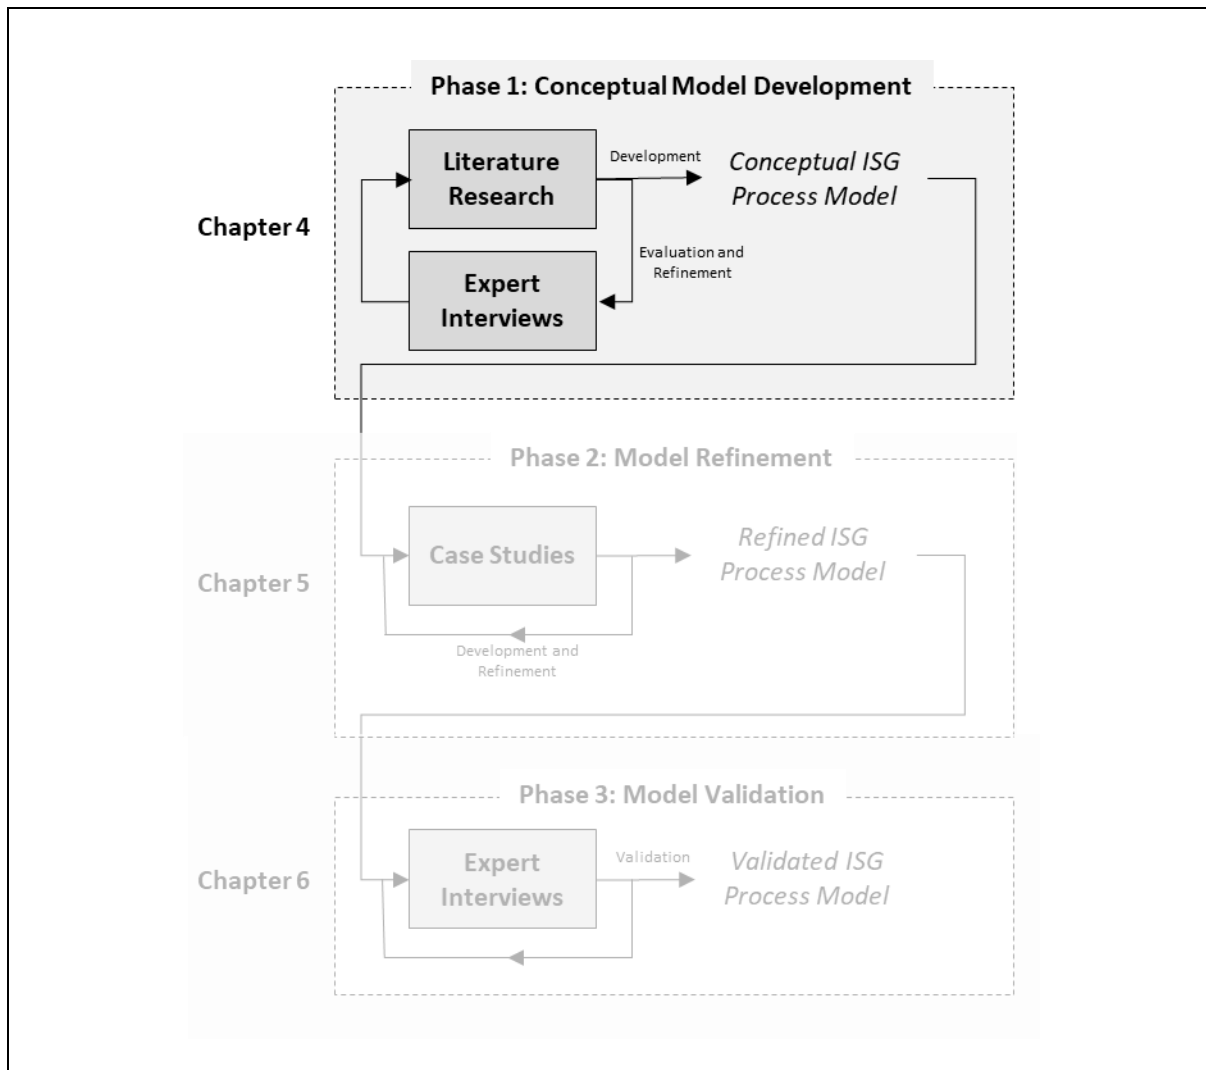 Phase 1: Conceptual Model Development
Literature
Research
Development
Conceptual ISG
Process Model
Chapter 4
Evaluation and
Refinement
Expert
Interviews
Phase 2: Model Refinement
Case Studies
Refined ISG
Process Model
Chapter 5
Development and
Refinement
Phase 3: Model Validation
Expert
Interviews
Validation
Validated ISG
Process Model
Chapter 6